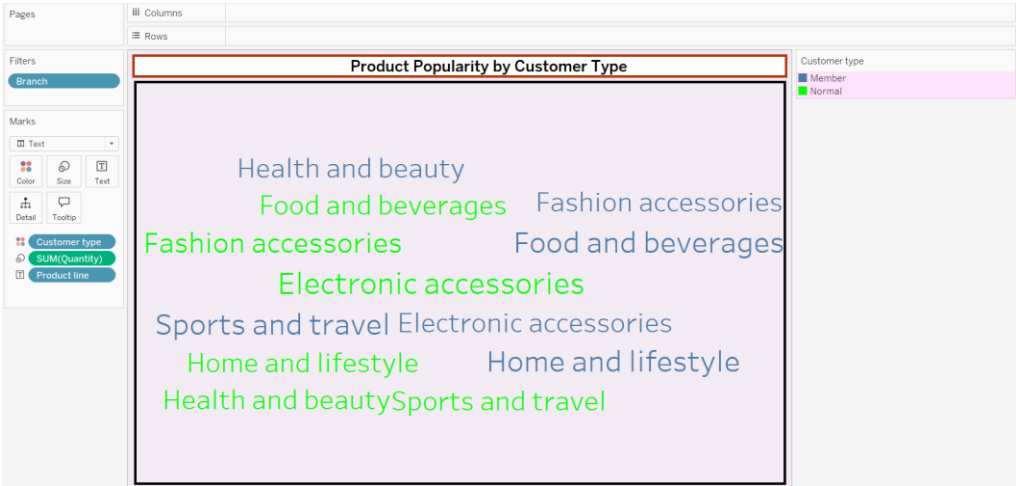 Pages
Columns
Rows
Filters
Branch
Marks
Text
Color Size Text
Detail Tooltip
Customer type
SUM(Quantity)
Product line
Product Popularity by Customer Type
Health and beauty
Food and beverages Fashion accessories
Fashion accessories Food and beverages
Electronic accessories
Sports and travel Electronic accessories
Home and lifestyle Home and lifestyle
Health and beauty Sports and travel
Customer type
Member
Normal